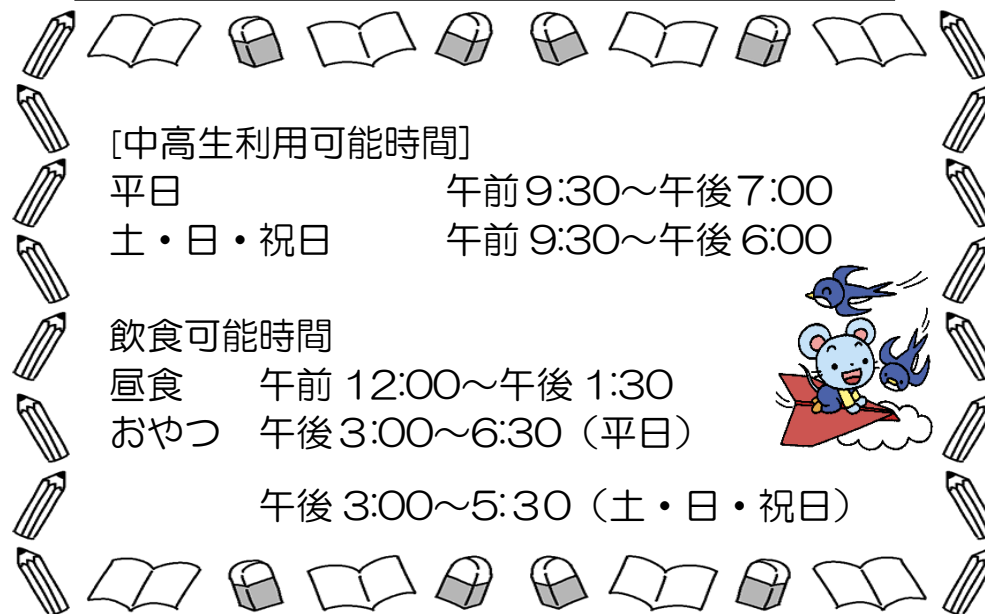 [中高生利用可能時間]
平日 午前9:30～午後7:00
土・日・祝日 午前 9:30～午後 6:00
飲食可能時間
昼食 午前 12:00～午後 1:30
おやつ 午後3:00～6:30（平日）
午後 3:00～5:30（土・日・祝日）